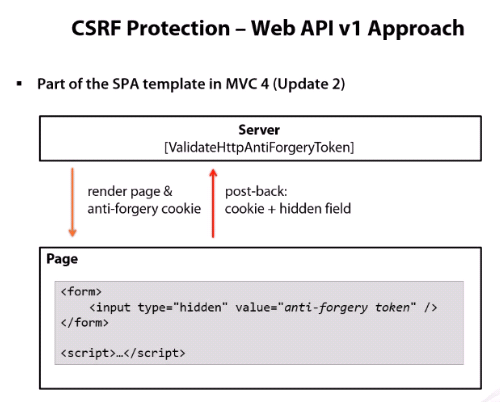 CSRF Protection – Web API v1 Approach
▪ Part of the SPA template in MVC 4 (Update 2)
Server
[ValidateHttpAntiForgeryToken]
render page &
anti-forgery cookie
post-back:
cookie + hidden field
Page
<form>
<input type="hidden" value="anti-forgery token" />
</form>
<script>…</script>